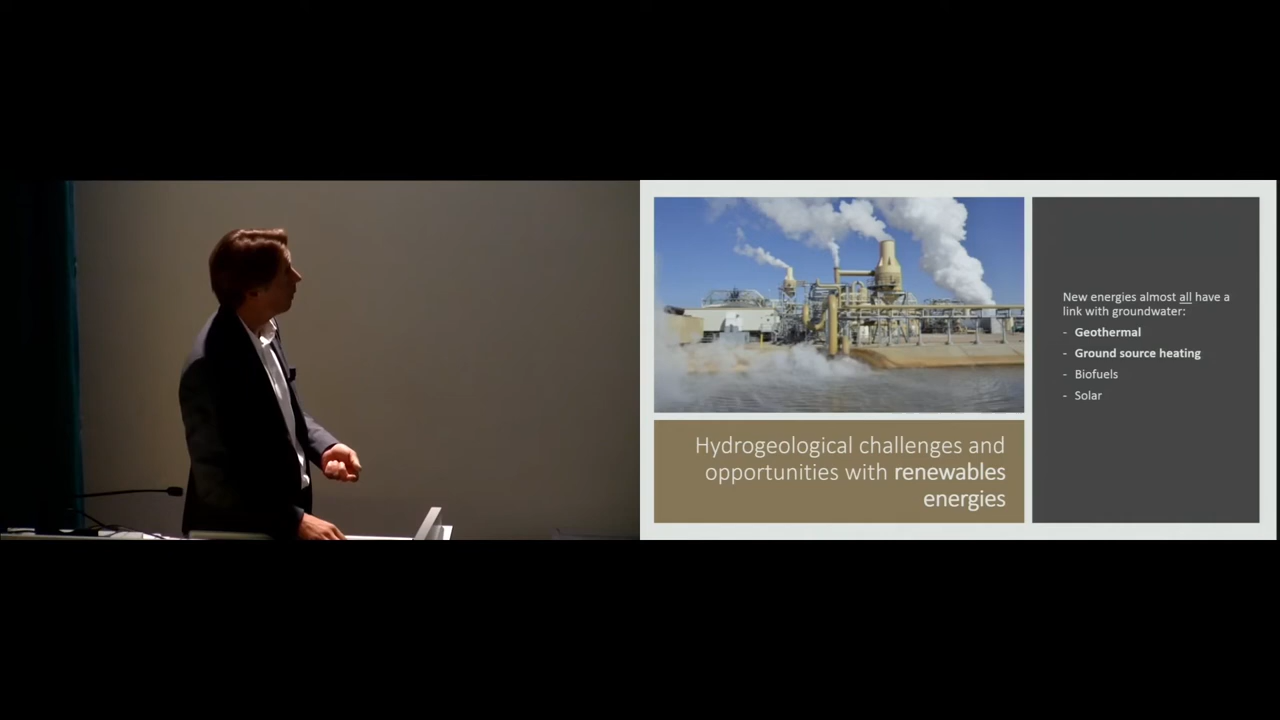 Hydrogeological challenges and
opportunities with renewables
energies
New energies almost all have a
link with groundwater:
- Geothermal
- Ground source heating
- Biofuels
- Solar